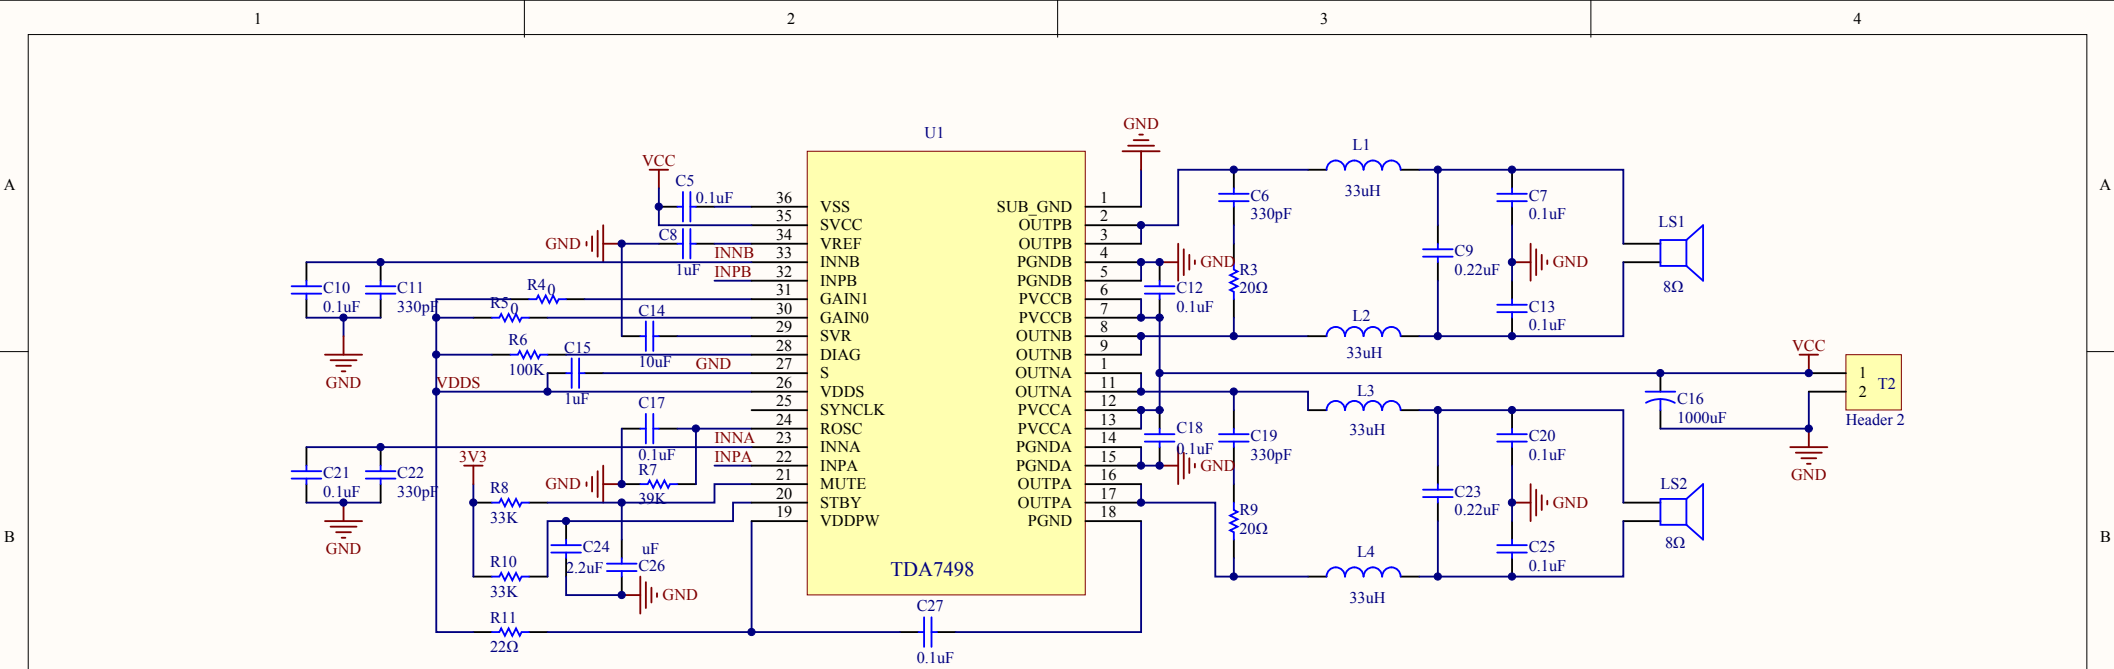 1 2 3 4
A A
B B
U1
TDA7498
VCC
C5
0.1uF
C8
1uF
GND
INNB
INPB
C10
0.1uF
C11
330pF
GND
R4 0
R5 0
C14
10uF
R6
100K
C15
1uF
GND
VDDS
C17
0.1uF
R7
39K
GND
INNA
INPA
3V3
C21
0.1uF
C22
330pF
GND
R8
33K
R10
33K
C24
2.2uF
uF
C26
GND
R11
22Ω
C27
0.1uF
36 VSS
35 SVCC
34 VREF
33 INNB
32 INPB
31 GAIN1
30 GAIN0
29 SVR
28 DIAG
27 S
26 VDDS
25 SYNCLK
24 ROSC
23 INNA
22 INPA
21 MUTE
20 STBY
19 VDDPW
SUB_GND 1
OUTPB 2
OUTPB 3
PGNDB 4
PGNDB 5
PVCCB 6
PVCCB 7
OUTNB 8
OUTNB 9
OUTNA 1
OUTNA 11
PVCCA 12
PVCCA 13
PGNDA 14
PGNDA 15
OUTPA 16
OUTPA 17
PGND 18
GND
GND
C12
0.1uF
C6
330pF
R3
20Ω
L1
33uH
L2
33uH
C9
0.22uF
C7
0.1uF
GND
C13
0.1uF
LS1
8Ω
C18
0.1uF
GND
C19
330pF
R9
20Ω
L3
33uH
L4
33uH
C23
0.22uF
C20
0.1uF
GND
C25
0.1uF
LS2
8Ω
C16
1000uF
VCC
GND
1
2
T2
Header 2